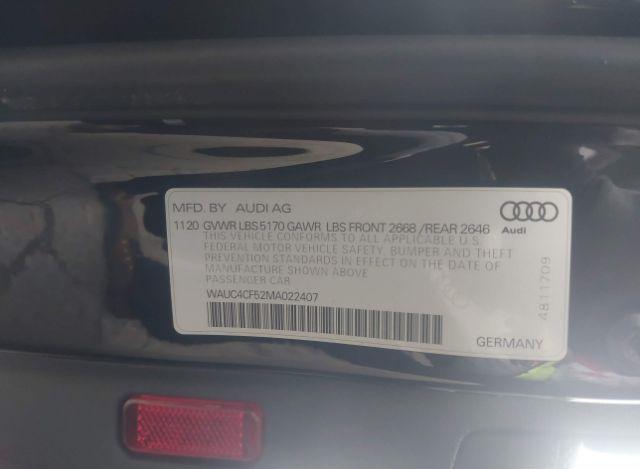 MFD. BY AUDI AG
1120 GVWR LBS 5170 GAWR LBS FRONT 2668 /REAR 2646
THIS VEHICLE CONFORMS TO ALL APPLICABLE U.S.
FEDERAL MOTOR VEHICLE SAFETY, BUMPER AND THEFT
PREVENTION STANDARDS IN EFFECT ON THE DATE OF
MANUFACTURE SHOWN ABOVE
PASSENGER CAR
WAUC4CF52MA022407
Audi
4811709
GERMANY